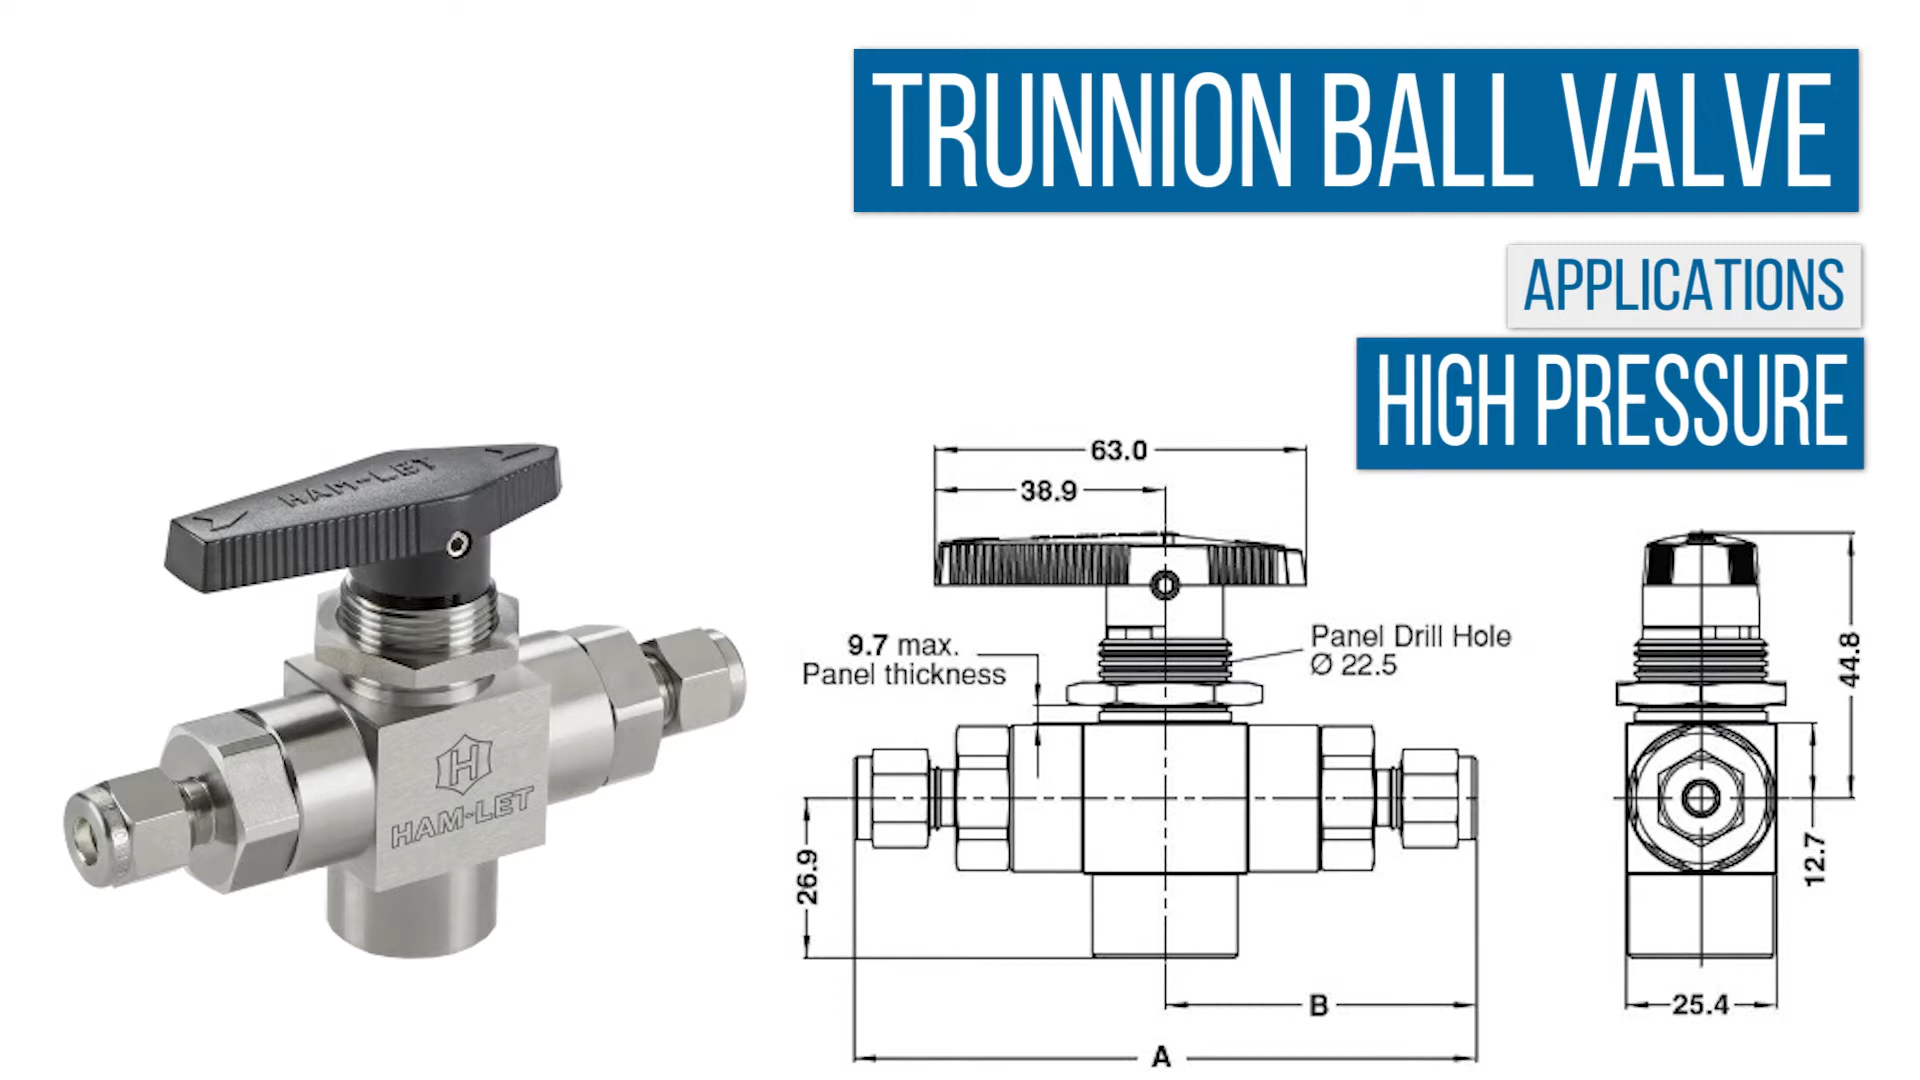 TRUNNION BALL VALVE
APPLICATIONS
HIGH PRESSURE
HAM-LET
H
HAM-LET
63.0
38.9
9.7 max.
Panel thickness
Panel Drill Hole
Ø 22.5
44.8
12.7
26.9
B
25.4
A